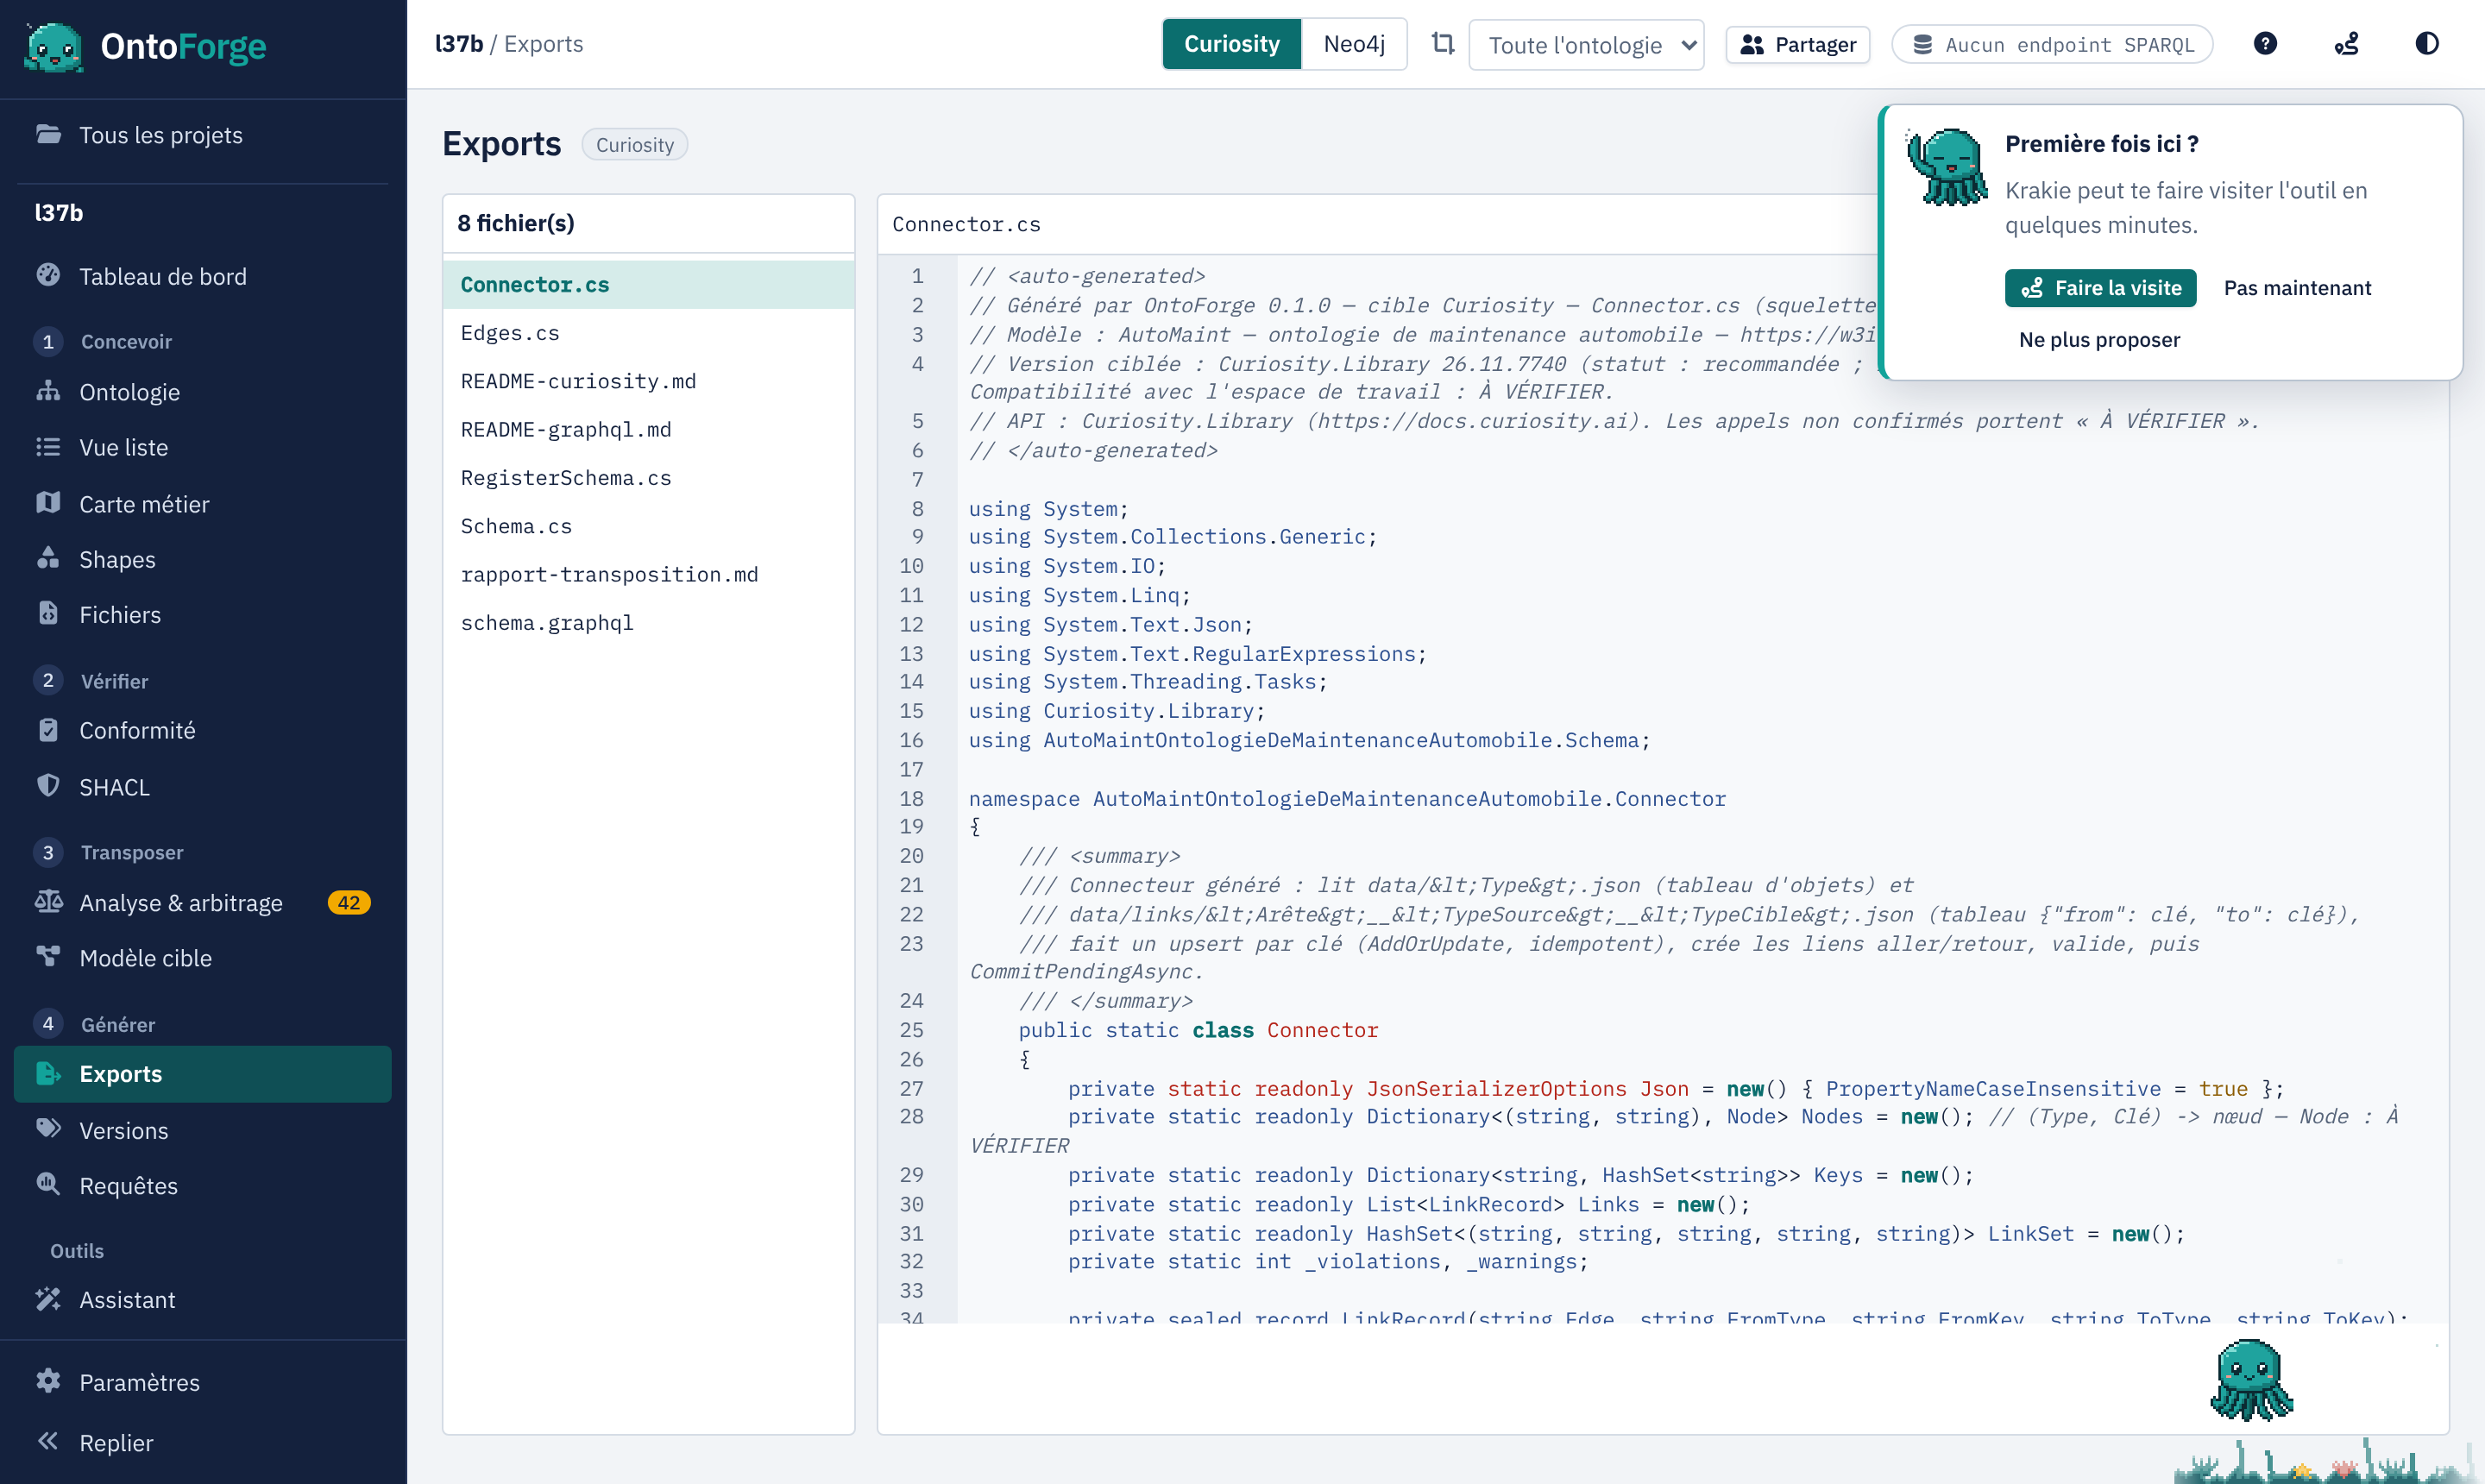 OntoForge
Tous les projets
l37b
Tableau de bord
1 Concevoir
Ontologie
Vue liste
Carte métier
Shapes
Fichiers
2 Vérifier
Conformité
SHACL
3 Transposer
Analyse & arbitrage 42
Modèle cible
4 Générer
Exports
Versions
Requêtes
Outils
Assistant
Paramètres
Replier
l37b / Exports
Curiosity
Neo4j
Toute l'ontologie
Partager
Aucun endpoint SPARQL
Première fois ici ?
Krakie peut te faire visiter l'outil en
quelques minutes.
Faire la visite
Pas maintenant
Ne plus proposer
Exports Curiosity
8 fichier(s)
Connector.cs
Edges.cs
README-curiosity.md
README-graphql.md
RegisterSchema.cs
Schema.cs
rapport-transposition.md
schema.graphql
Connector.cs
1 // <auto-generated>
2 // Généré par OntoForge 0.1.0 — cible Curiosity — Connector.cs (squelette
3 // Modèle : AutoMaint — ontologie de maintenance automobile — https://w3i
4 // Version ciblée : Curiosity.Library 26.11.7740 (statut : recommandée ;
Compatibilité avec l'espace de travail : À VÉRIFIER.
5 // API : Curiosity.Library (https://docs.curiosity.ai). Les appels non confirmés portent « À VÉRIFIER ».
6 // </auto-generated>
7
8 using System;
9 using System.Collections.Generic;
10 using System.IO;
11 using System.Linq;
12 using System.Text.Json;
13 using System.Text.RegularExpressions;
14 using System.Threading.Tasks;
15 using Curiosity.Library;
16 using AutoMaintOntologieDeMaintenanceAutomobile.Schema;
17
18 namespace AutoMaintOntologieDeMaintenanceAutomobile.Connector
19 {
20 /// <summary>
21 /// Connecteur généré : lit data/&lt;Type&gt;.json (tableau d'objets) et
22 /// data/links/&lt;Arête&gt;__&lt;TypeSource&gt;__&lt;TypeCible&gt;.json (tableau {"from": clé, "to": clé}),
23 /// fait un upsert par clé (AddOrUpdate, idempotent), crée les liens aller/retour, valide, puis
CommitPendingAsync.
24 /// </summary>
25 public static class Connector
26 {
27 private static readonly JsonSerializerOptions Json = new() { PropertyNameCaseInsensitive = true };
28 private static readonly Dictionary<(string, string), Node> Nodes = new(); // (Type, Clé) -> nœud — Node : À
VÉRIFIER
29 private static readonly Dictionary<string, HashSet<string>> Keys = new();
30 private static readonly List<LinkRecord> Links = new();
31 private static readonly HashSet<(string, string, string, string, string)> LinkSet = new();
32 private static int _violations, _warnings;
33
34 private sealed record LinkRecord(string Edge, string FromType, string FromKey, string ToType, string ToKey);